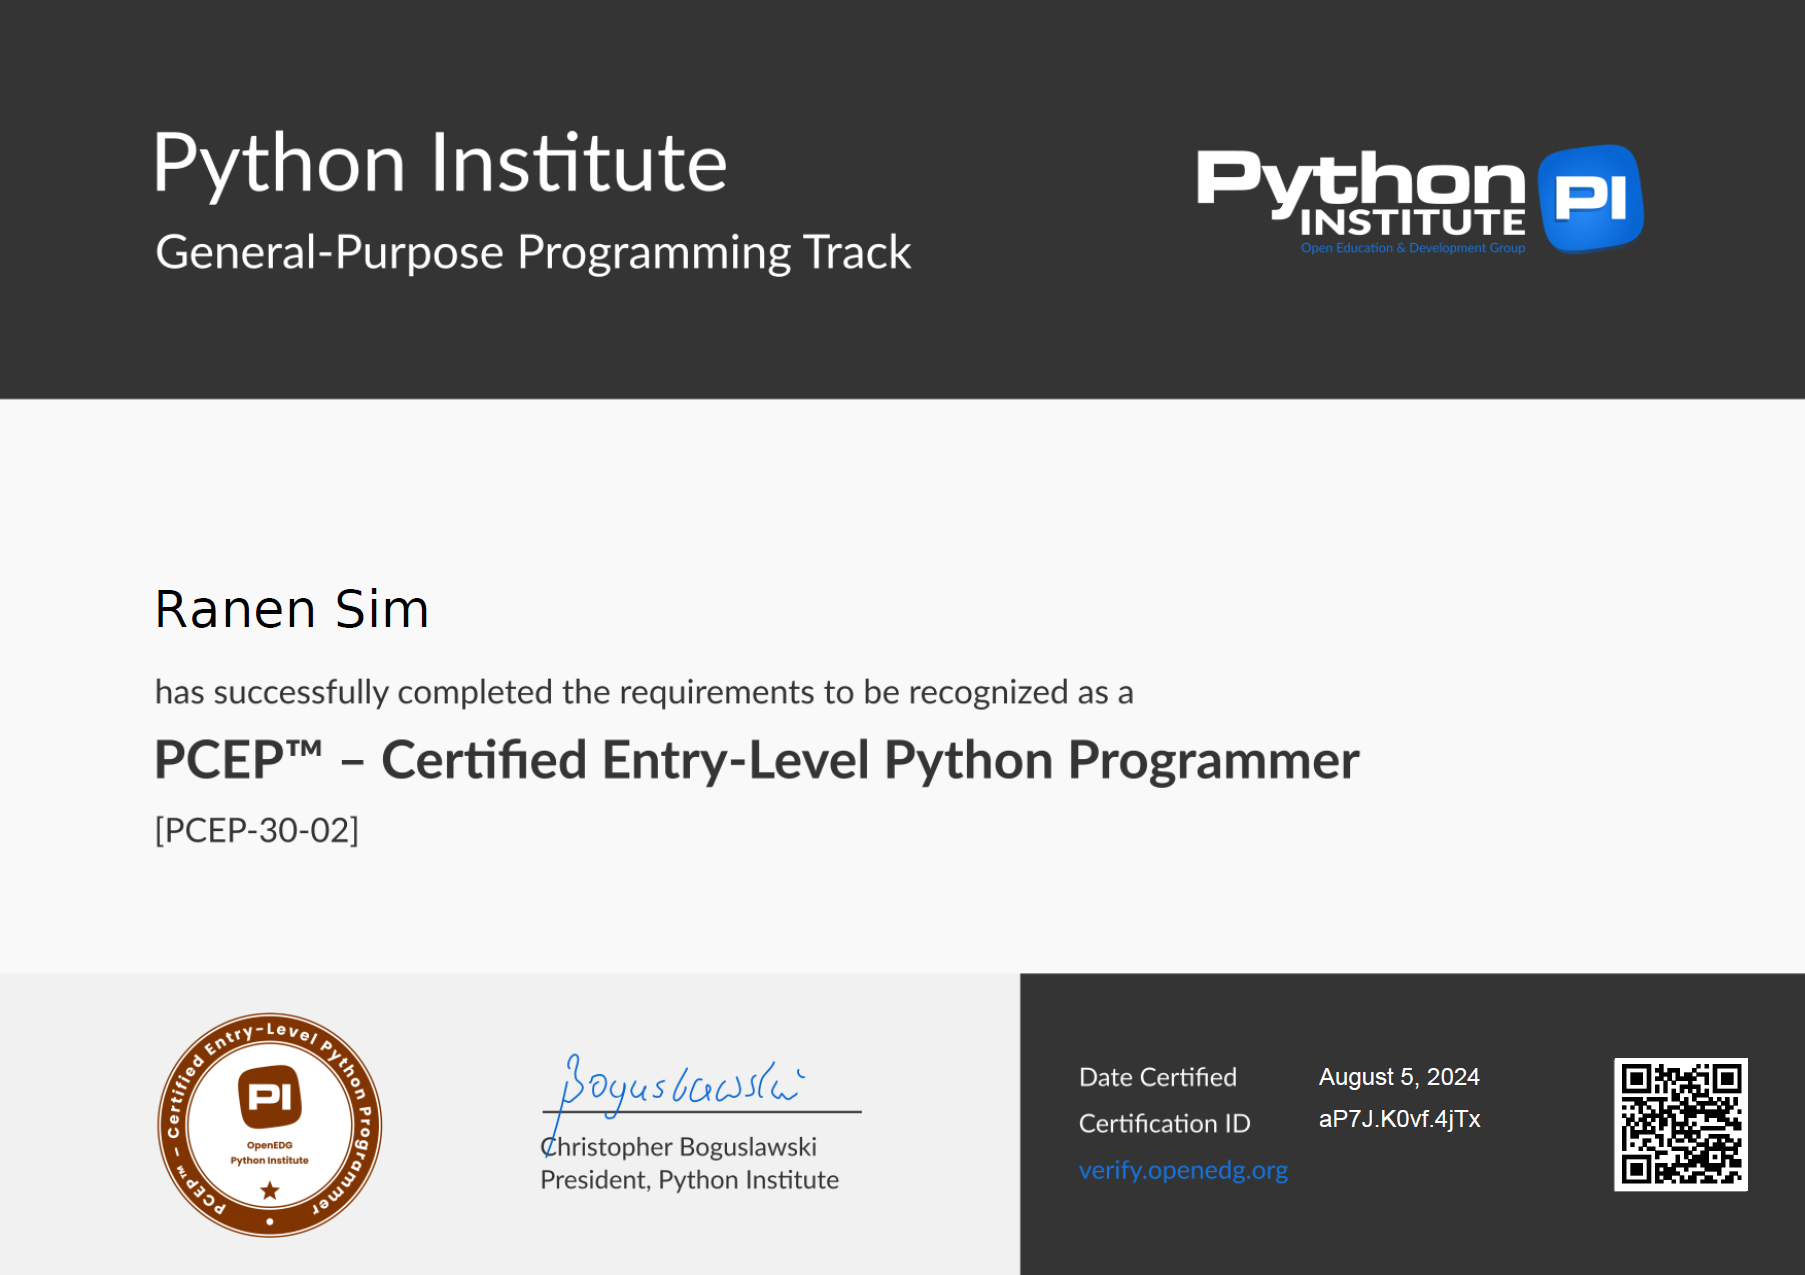 Python Institute
General-Purpose Programming Track
Python
INSTITUTE
Open Education & Development Group
PI
Ranen Sim
has successfully completed the requirements to be recognized as a
PCEP™ – Certified Entry-Level Python Programmer
[PCEP-30-02]
PCEP™ – Certified Entry-Level Python Programmer
PI
OpenEDG
Python Institute
Boguslawski
Christopher Boguslawski
President, Python Institute
Date Certified
August 5, 2024
Certification ID
aP7J.K0vf.4jTx
verify.openedg.org